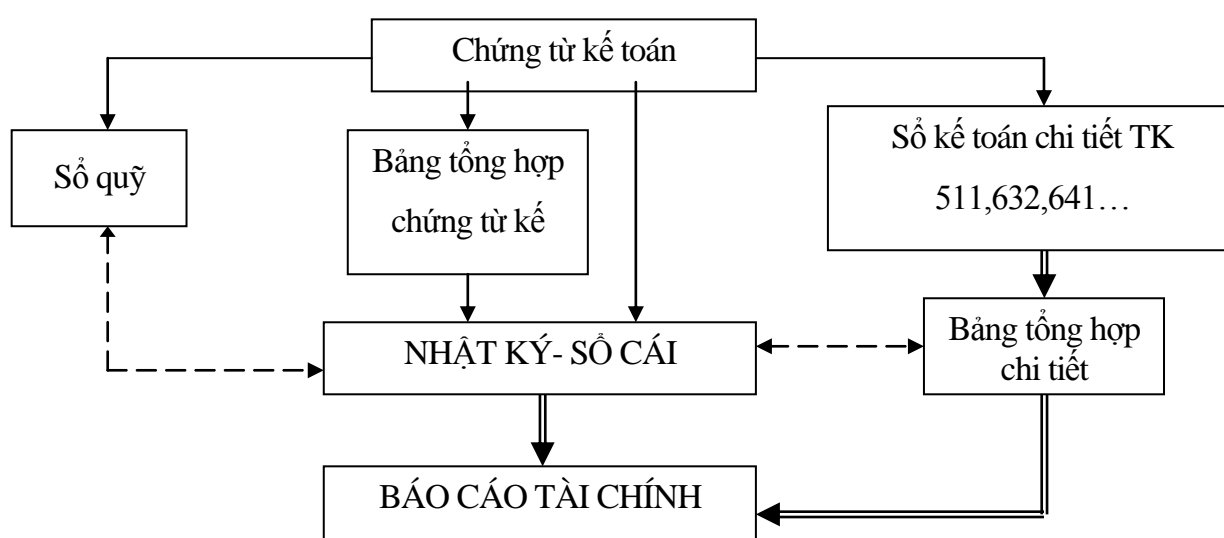 Chứng từ kế toán
Sổ quỹ
Bảng tổng hợp
chứng từ kế
Sổ kế toán chi tiết TK
511,632,641…
NHẬT KÝ- SỔ CÁI
Bảng tổng hợp
chi tiết
BÁO CÁO TÀI CHÍNH